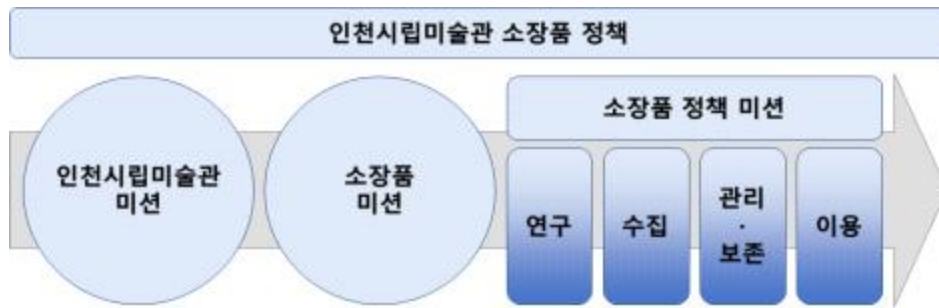 인천시립미술관 소장품 정책
인천시립미술관
미션
소장품
미션
소장품 정책 미션
연구
수집
관리
·
보존
이용